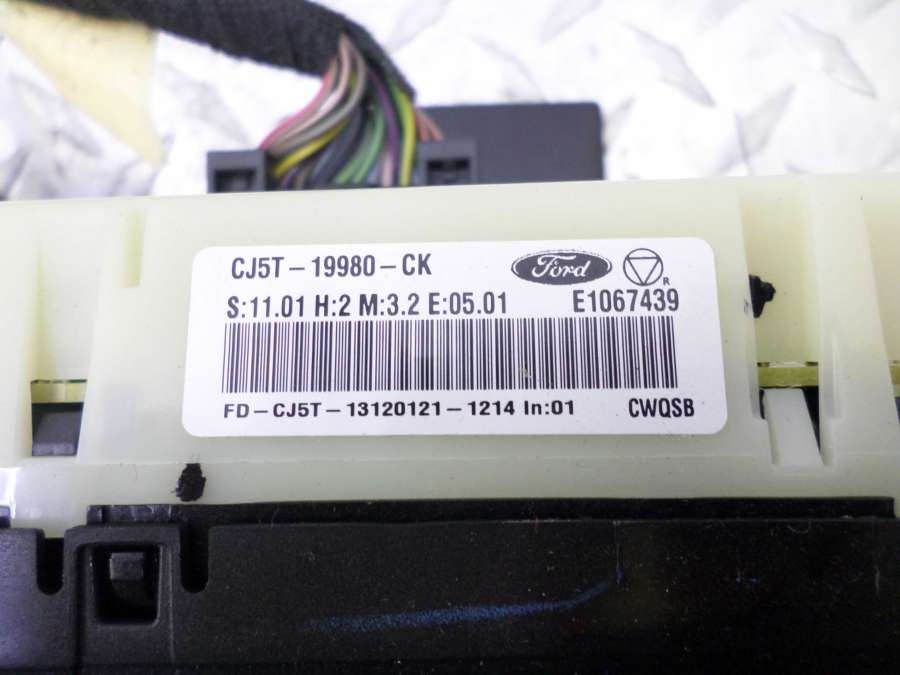 CJ5T-19980-CK Ford R
S:11.01 H:2 M:3.2 E:05.01 E1067439
FD-CJ5T-13120121-1214 In:01 CWQSB